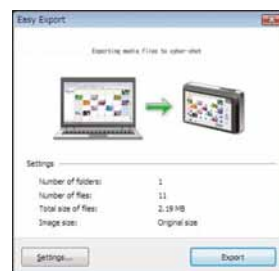 Easy Export
Exporting media files to cyber-shot
Settings
Number of folders: 1
Number of files: 11
Total size of files: 2.19 MB
Image size: Original size
Settings...
Export